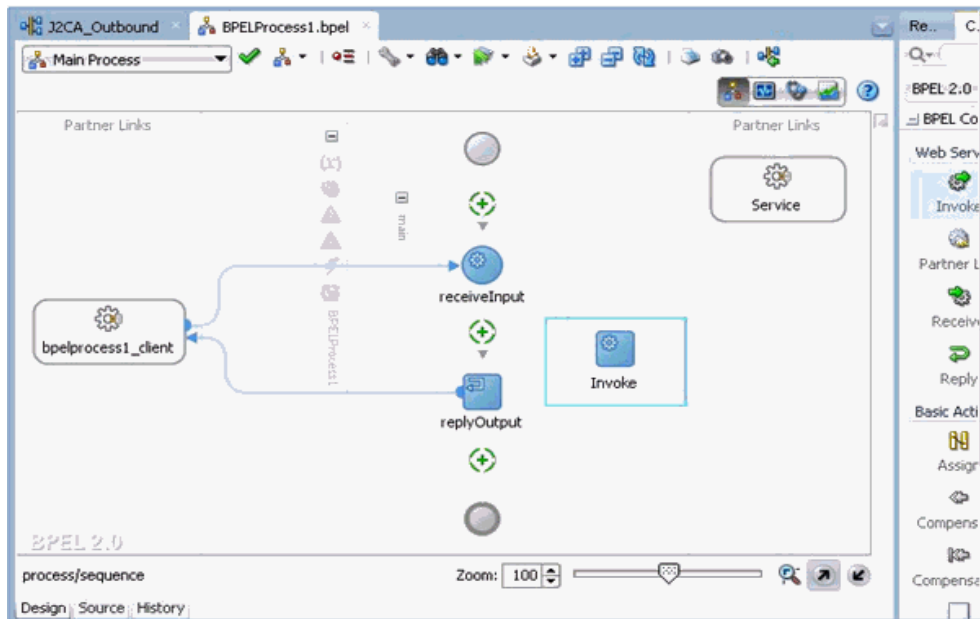 J2CA_Outbound
BPELProcess1.bpel
Re..
C.
Main Process
BPEL 2.0
Partner Links
Partner Links
BPEL Co
Web Serv
Invoke
Service
main
Partner L
receiveInput
Receive
bpelprocess1_client
BPELProcess1
Invoke
Reply
replyOutput
Basic Acti
Assigr
Compens
BPEL 2.0
process/sequence
Zoom: 100
Compensa
Design Source History